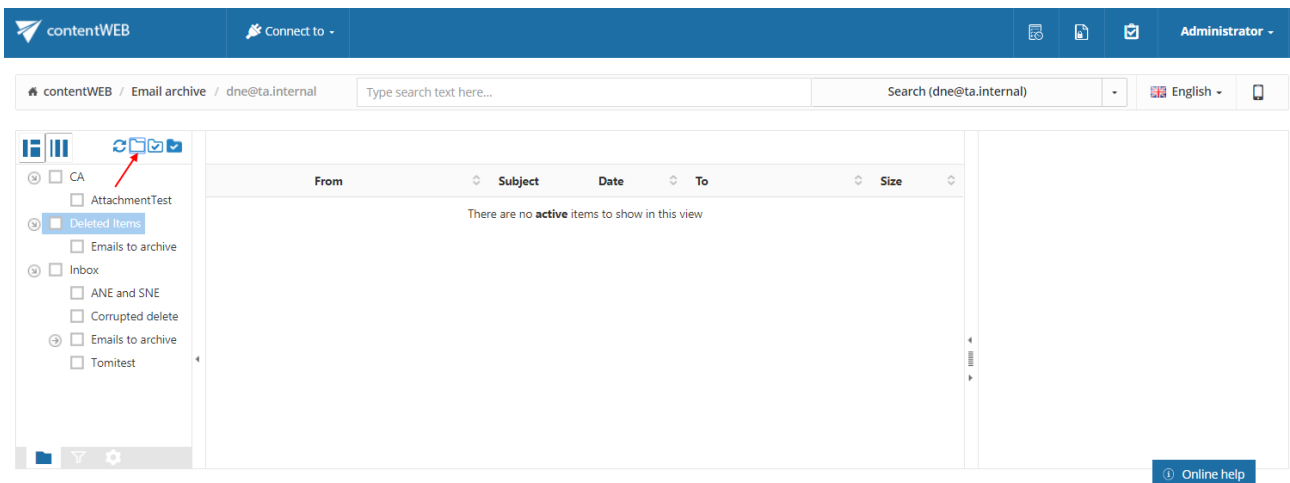 contentWEB Connect to Administrator
contentWEB / Email archive / dne@ta.internal Type search text here... Search (dne@ta.internal) English
CA
AttachmentTest
Deleted Items
Emails to archive
Inbox
ANE and SNE
Corrupted delete
Emails to archive
Tomitest
From Subject Date To Size
There are no active items to show in this view
Online help